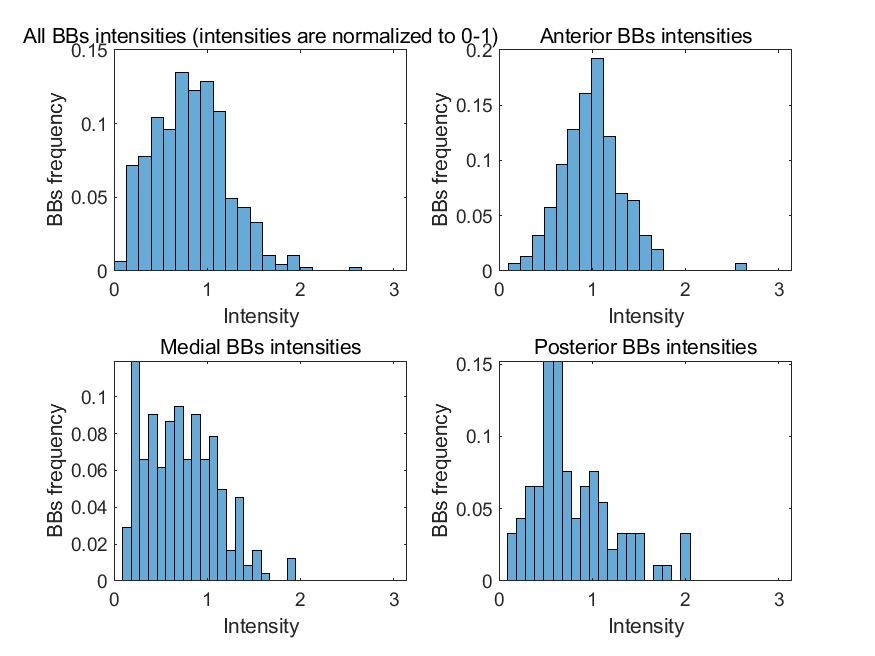 All BBs intensities (intensities are normalized to 0-1)
0.15
0.1
0.05
0
BBs frequency
0 1 2 3
Intensity
Anterior BBs intensities
0.2
0.15
0.1
0.05
0
BBs frequency
0 1 2 3
Intensity
Medial BBs intensities
0.1
0.08
0.06
0.04
0.02
0
BBs frequency
0 1 2 3
Intensity
Posterior BBs intensities
0.15
0.1
0.05
0
BBs frequency
0 1 2 3
Intensity